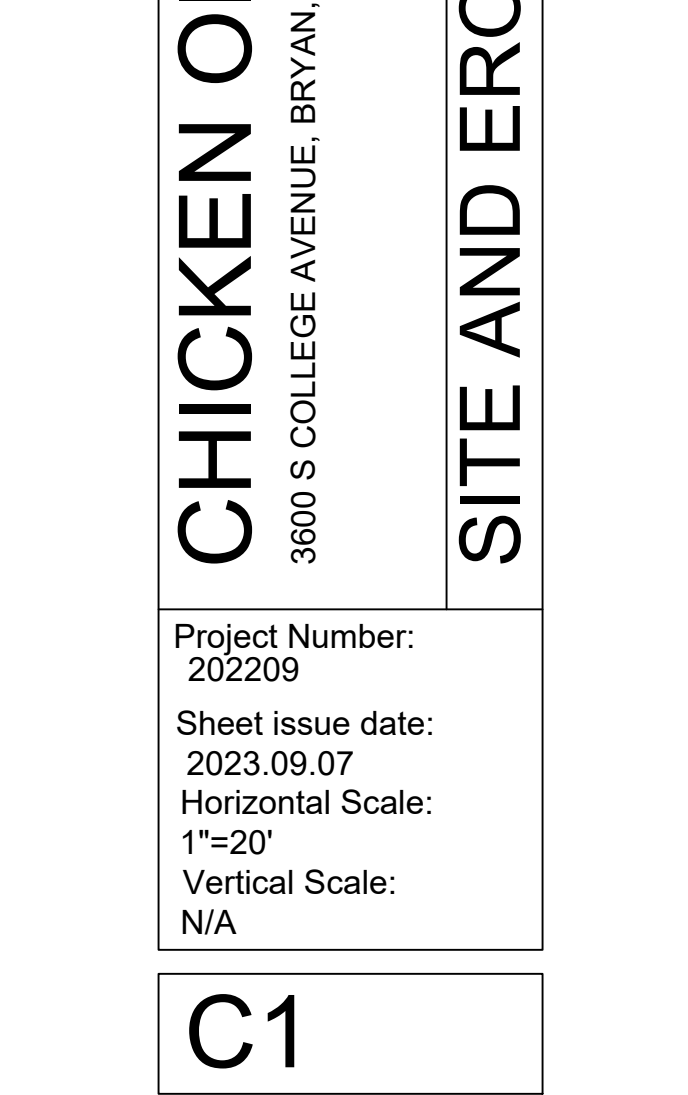 CHICKEN
3600 S COLLEGE AVENUE, BRYAN,
SITE AND
Project Number:
202209
Sheet issue date:
2023.09.07
Horizontal Scale:
1"=20'
Vertical Scale:
N/A
C1